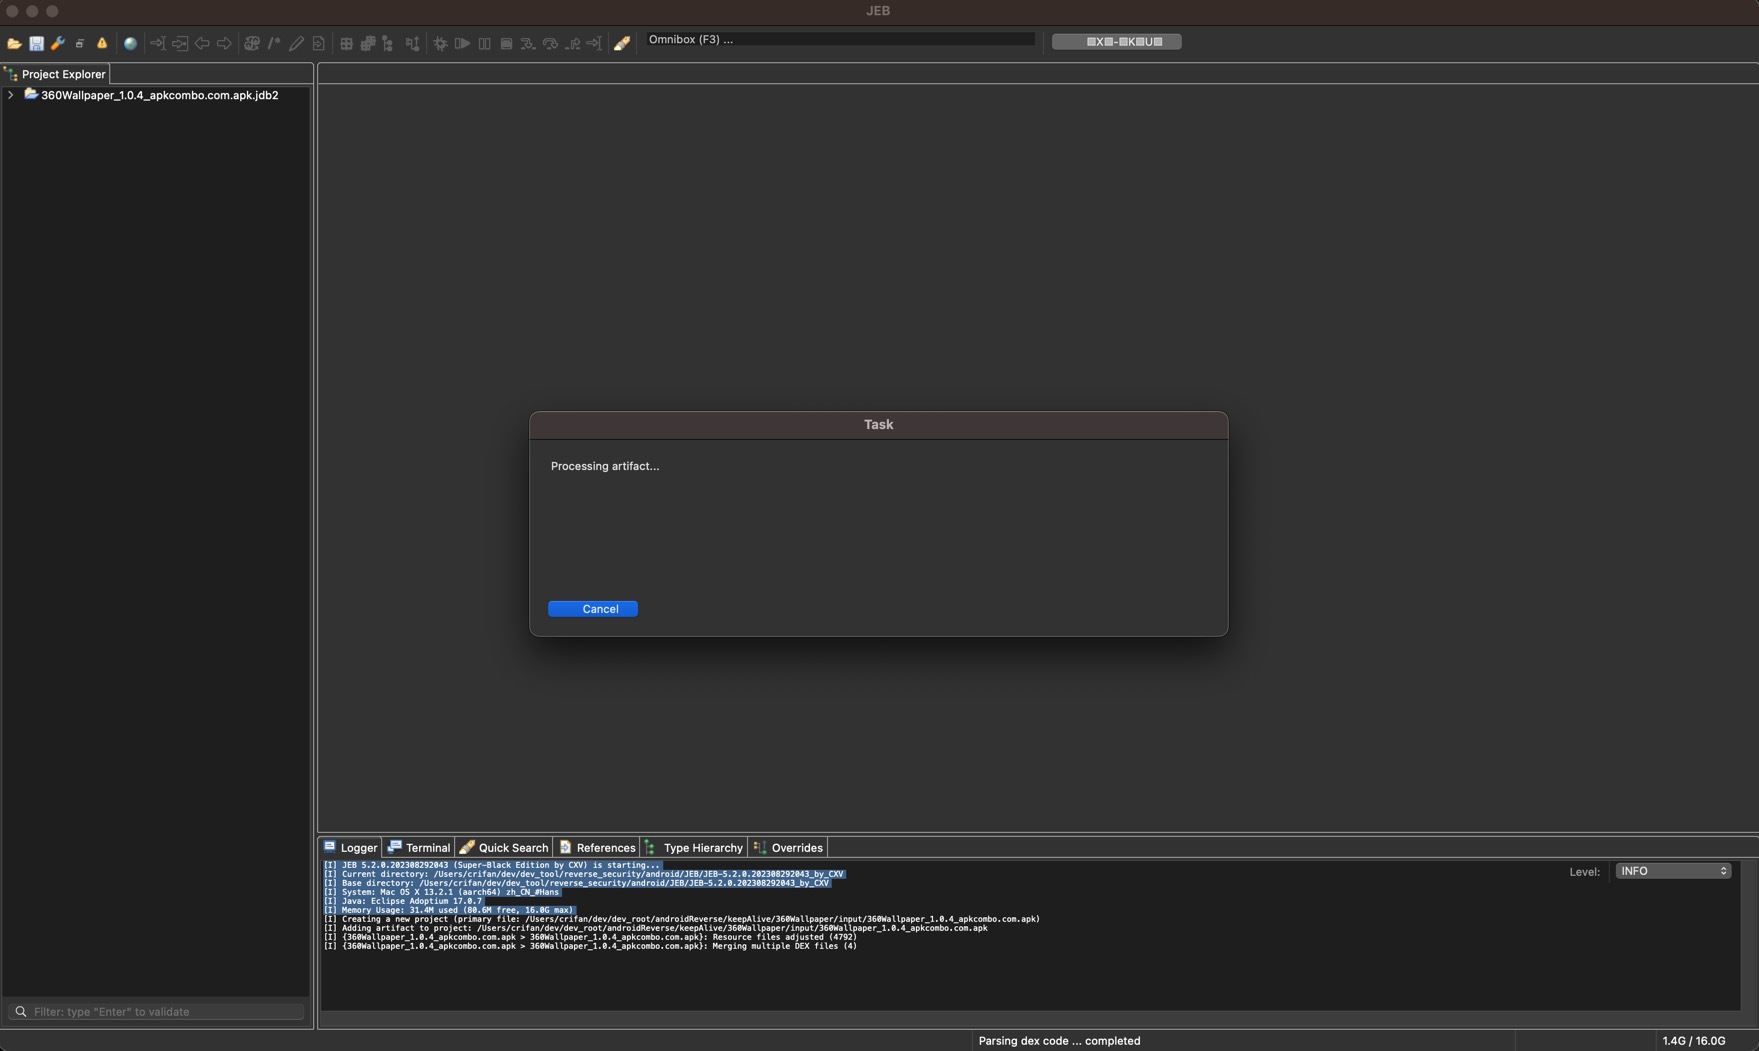 JEB
Omnibox (F3) ...
X - K U
Project Explorer
360Wallpaper_1.0.4_apkcombo.com.apk.jdb2
Task
Processing artifact...
Cancel
Logger
Terminal
Quick Search
References
Type Hierarchy
Overrides
[I] JEB 5.2.0.202308292043 (Super-Black Edition by CXV) is starting...
[I] Current directory: /Users/crifan/dev/dev_tool/reverse_security/android/JEB/JEB-5.2.0.202308292043_by_CXV
[I] Base directory: /Users/crifan/dev/dev_tool/reverse_security/android/JEB/JEB-5.2.0.202308292043_by_CXV
[I] System: Mac OS X 13.2.1 (aarch64) zh_CN_#Hans
[I] Java: Eclipse Adoptium 17.0.7
[I] Memory Usage: 31.4M used (80.6M free, 16.0G max)
[I] Creating a new project (primary file: /Users/crifan/dev/dev_root/androidReverse/keepAlive/360Wallpaper/input/360Wallpaper_1.0.4_apkcombo.com.apk)
[I] Adding artifact to project: /Users/crifan/dev/dev_root/androidReverse/keepAlive/360Wallpaper/input/360Wallpaper_1.0.4_apkcombo.com.apk
[I] {360Wallpaper_1.0.4_apkcombo.com.apk > 360Wallpaper_1.0.4_apkcombo.com.apk}: Resource files adjusted (4792)
[I] {360Wallpaper_1.0.4_apkcombo.com.apk > 360Wallpaper_1.0.4_apkcombo.com.apk}: Merging multiple DEX files (4)
Level:
INFO
Filter: type "Enter" to validate
Parsing dex code ... completed
1.4G / 16.0G